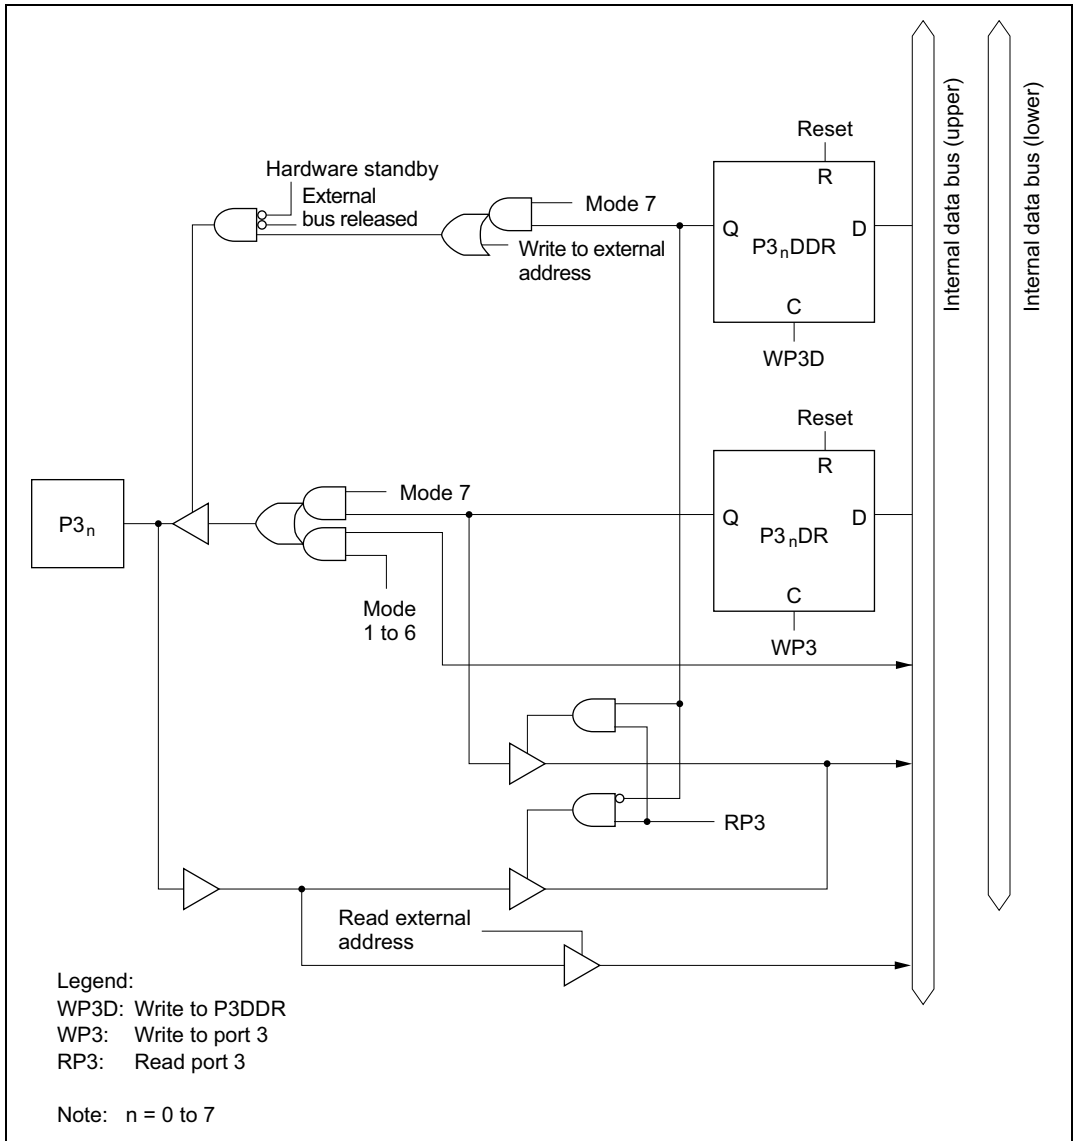 Reset
Hardware standby
R
External
bus released
Mode 7
Q
D
P3nDDR
Write to external
address
C
WP3D
Internal data bus (upper)
Internal data bus (lower)
Reset
R
Mode 7
P3n
Q
D
P3nDR
C
Mode
1 to 6
WP3
RP3
Read external
address
Legend:
WP3D: Write to P3DDR
WP3: Write to port 3
RP3: Read port 3
Note: n = 0 to 7